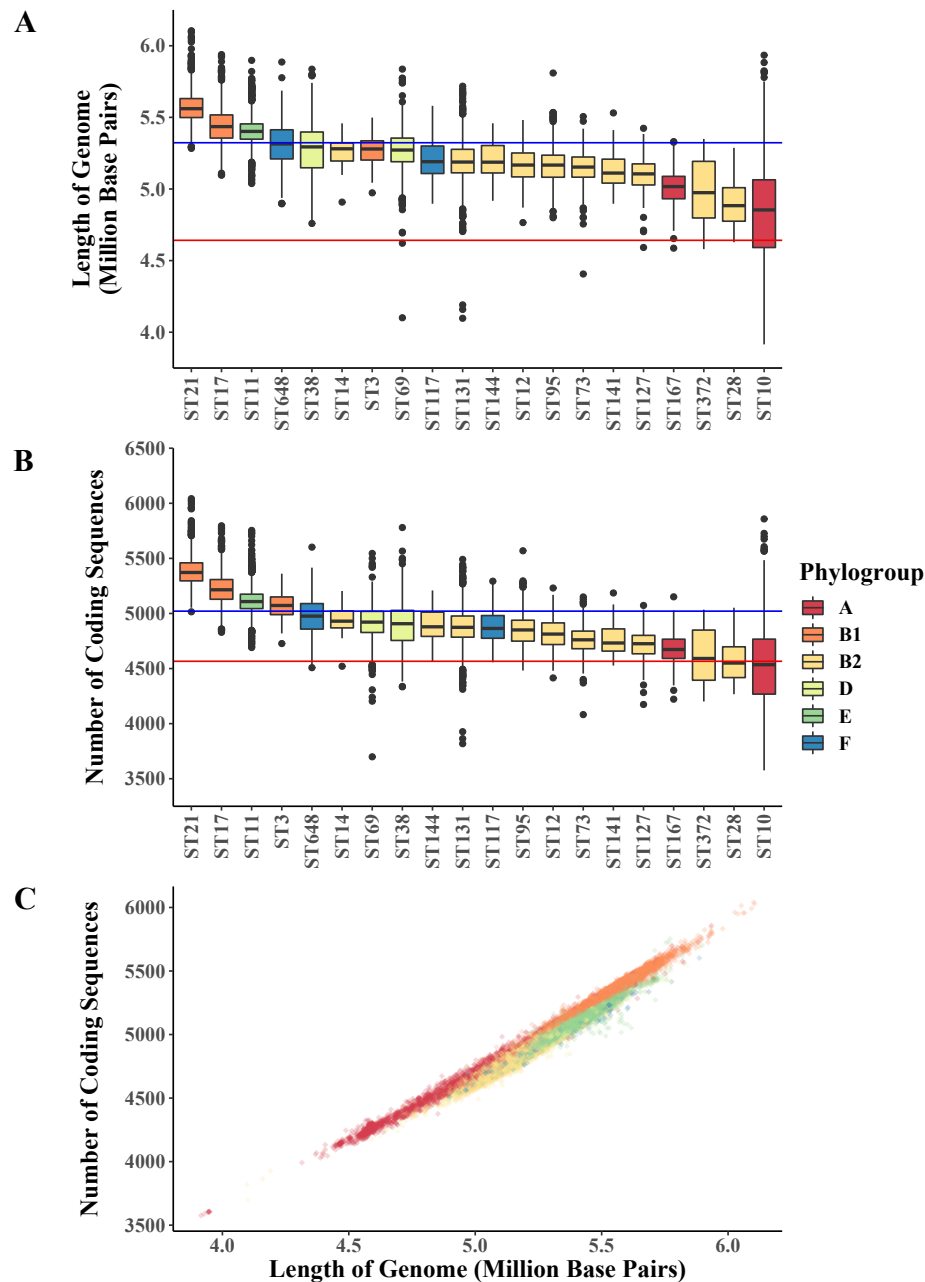 A
Length of Genome
(Million Base Pairs)
6.0
5.5
5.0
4.5
4.0
ST21 ST17 ST11 ST648 ST38 ST14 ST3 ST69 ST117 ST131 ST144 ST12 ST95 ST73 ST141 ST127 ST167 ST372 ST28 ST10
B
Number of Coding Sequences
6500
6000
5500
5000
4500
4000
3500
ST21 ST17 ST11 ST3 ST648 ST14 ST69 ST38 ST144 ST131 ST117 ST95 ST12 ST73 ST141 ST127 ST167 ST372 ST28 ST10
Phylogroup
A
B1
B2
D
E
F
C
Number of Coding Sequences
6000
5500
5000
4500
4000
3500
4.0 4.5 5.0 5.5 6.0
Length of Genome (Million Base Pairs)